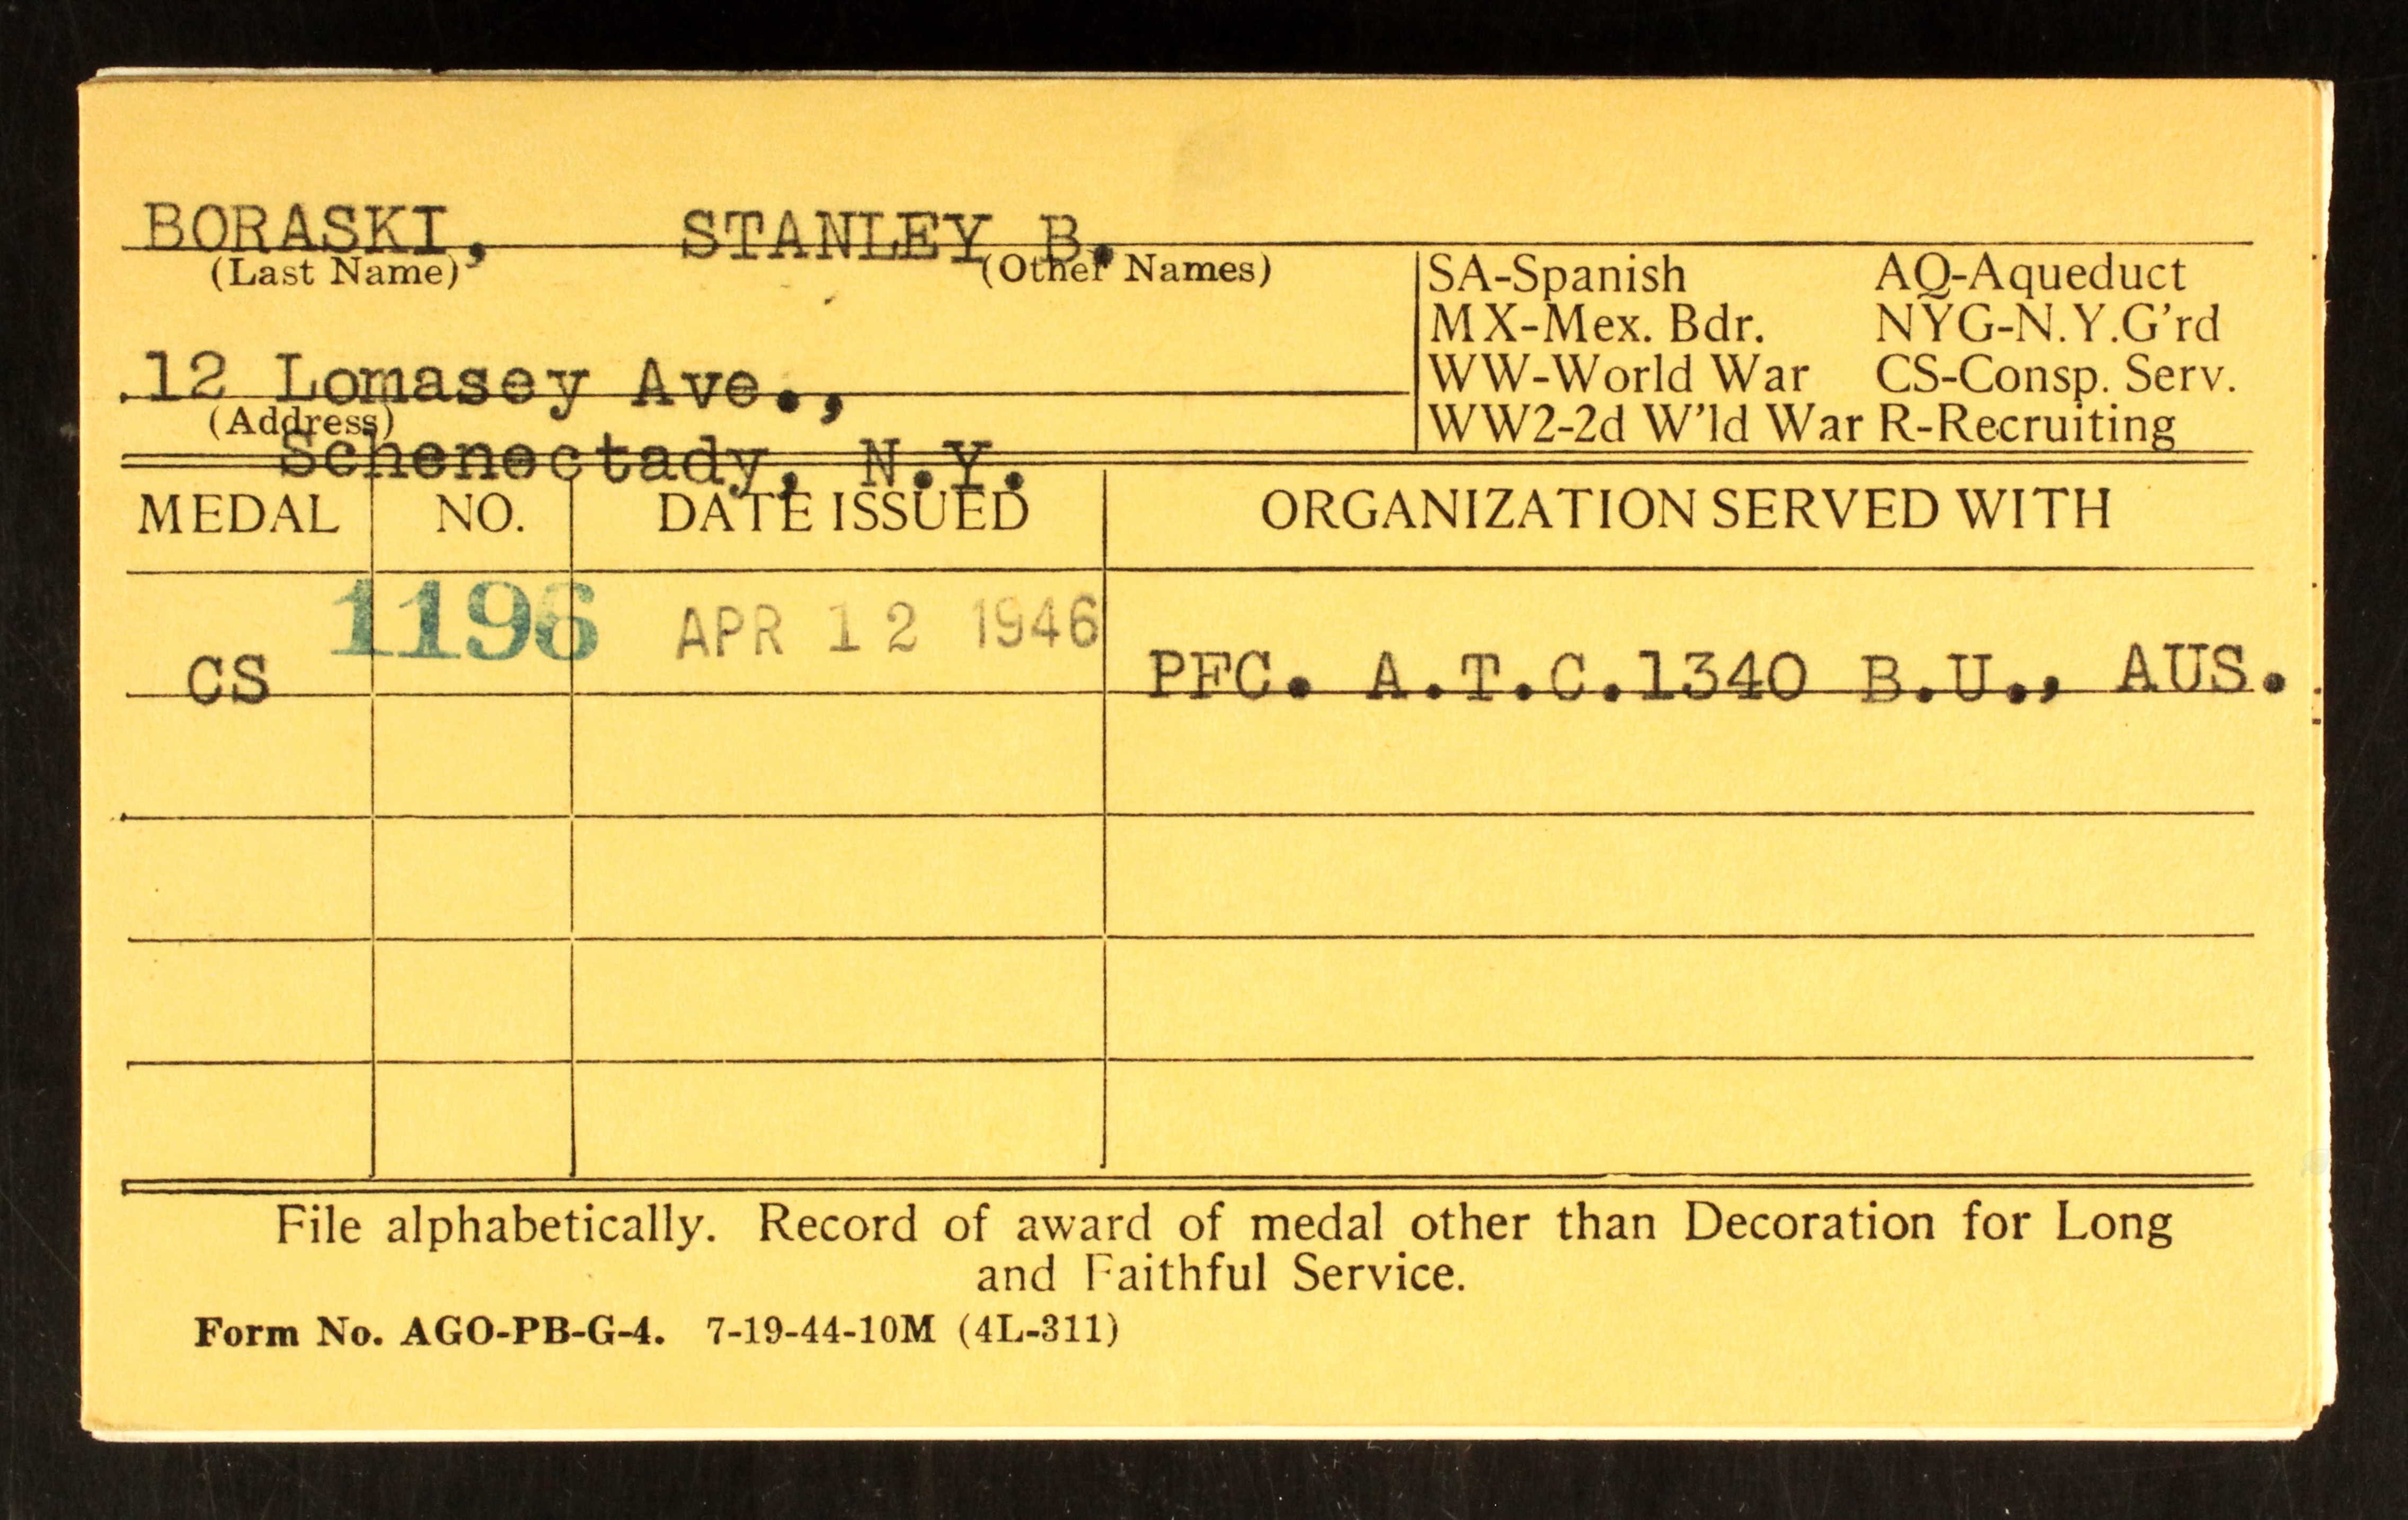 BORASKI, STANLEY B.
(Last Name) (Other Names)
SA-Spanish AQ-Aqueduct
MX-Mex. Bdr. NYG-N.Y.G'rd
WW-World War CS-Consp. Serv.
WW2-2d W'ld War R-Recruiting
12 Lomasey Ave.,
(Address)
Schenectady, N.Y.
MEDAL NO. DATE ISSUED ORGANIZATION SERVED WITH
CS 1196 APR 12 1946 PFC. A.T.C.1340 B.U., AUS.
File alphabetically. Record of award of medal other than Decoration for Long
and Faithful Service.
Form No. AGO-PB-G-4. 7-19-44-10M (4L-311)